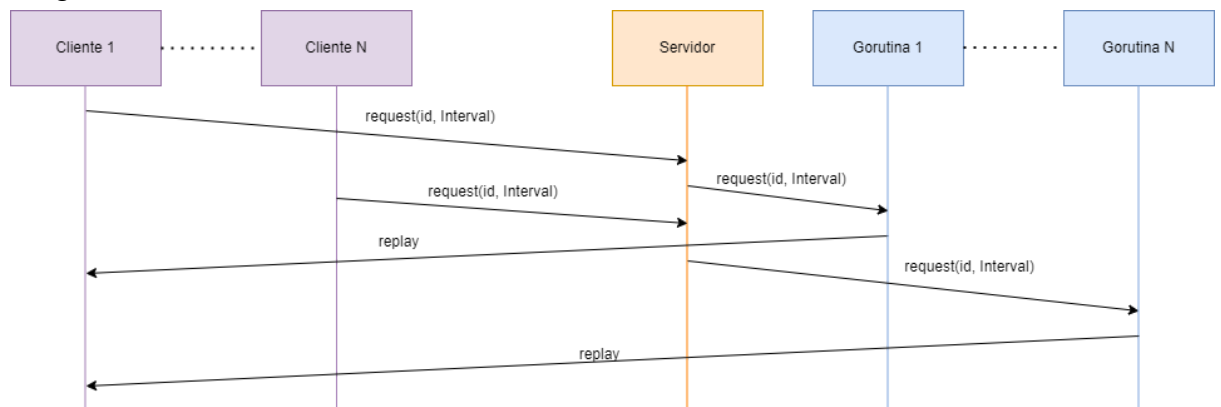 Cliente 1
Cliente N
Servidor
Gorutina 1
Gorutina N
request(id, Interval)
request(id, Interval)
request(id, Interval)
replay
request(id, Interval)
replay